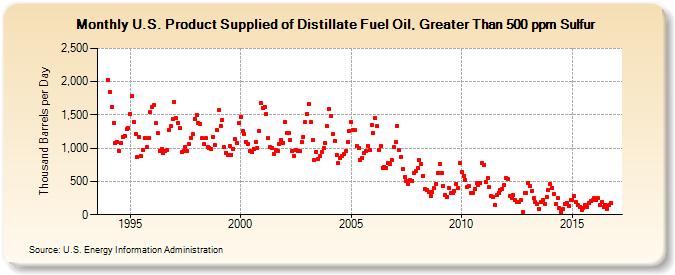 Monthly U.S. Product Supplied of Distillate Fuel Oil, Greater Than 500 ppm Sulfur
Thousand Barrels per Day
2,500
2,000
1,500
1,000
500
0
1995 2000 2005 2010 2015
Source: U.S. Energy Information Administration